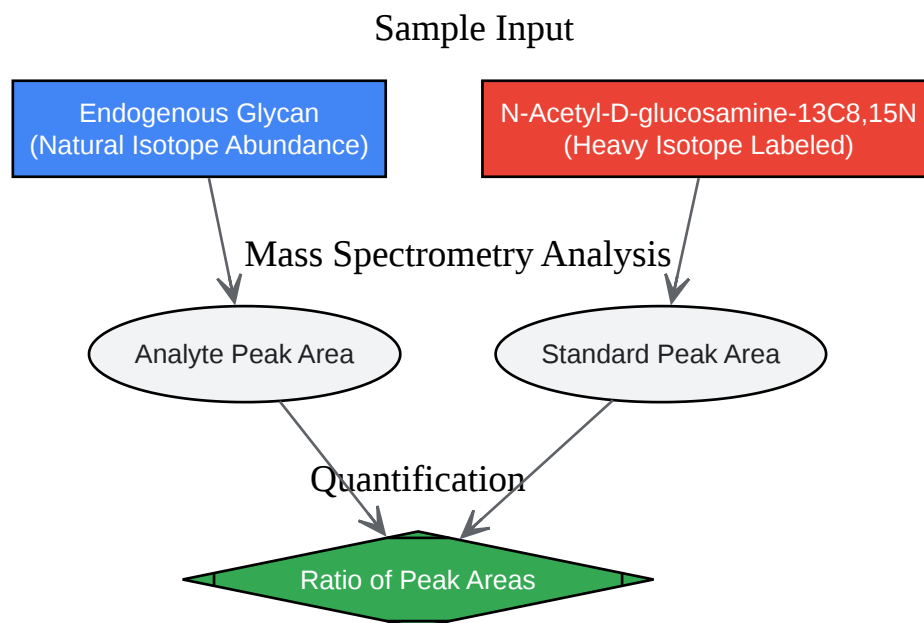 Sample Input
Endogenous Glycan
(Natural Isotope Abundance)
N-Acetyl-D-glucosamine-13C8,15N
(Heavy Isotope Labeled)
Mass Spectrometry Analysis
Analyte Peak Area
Standard Peak Area
Quantification
Ratio of Peak Areas